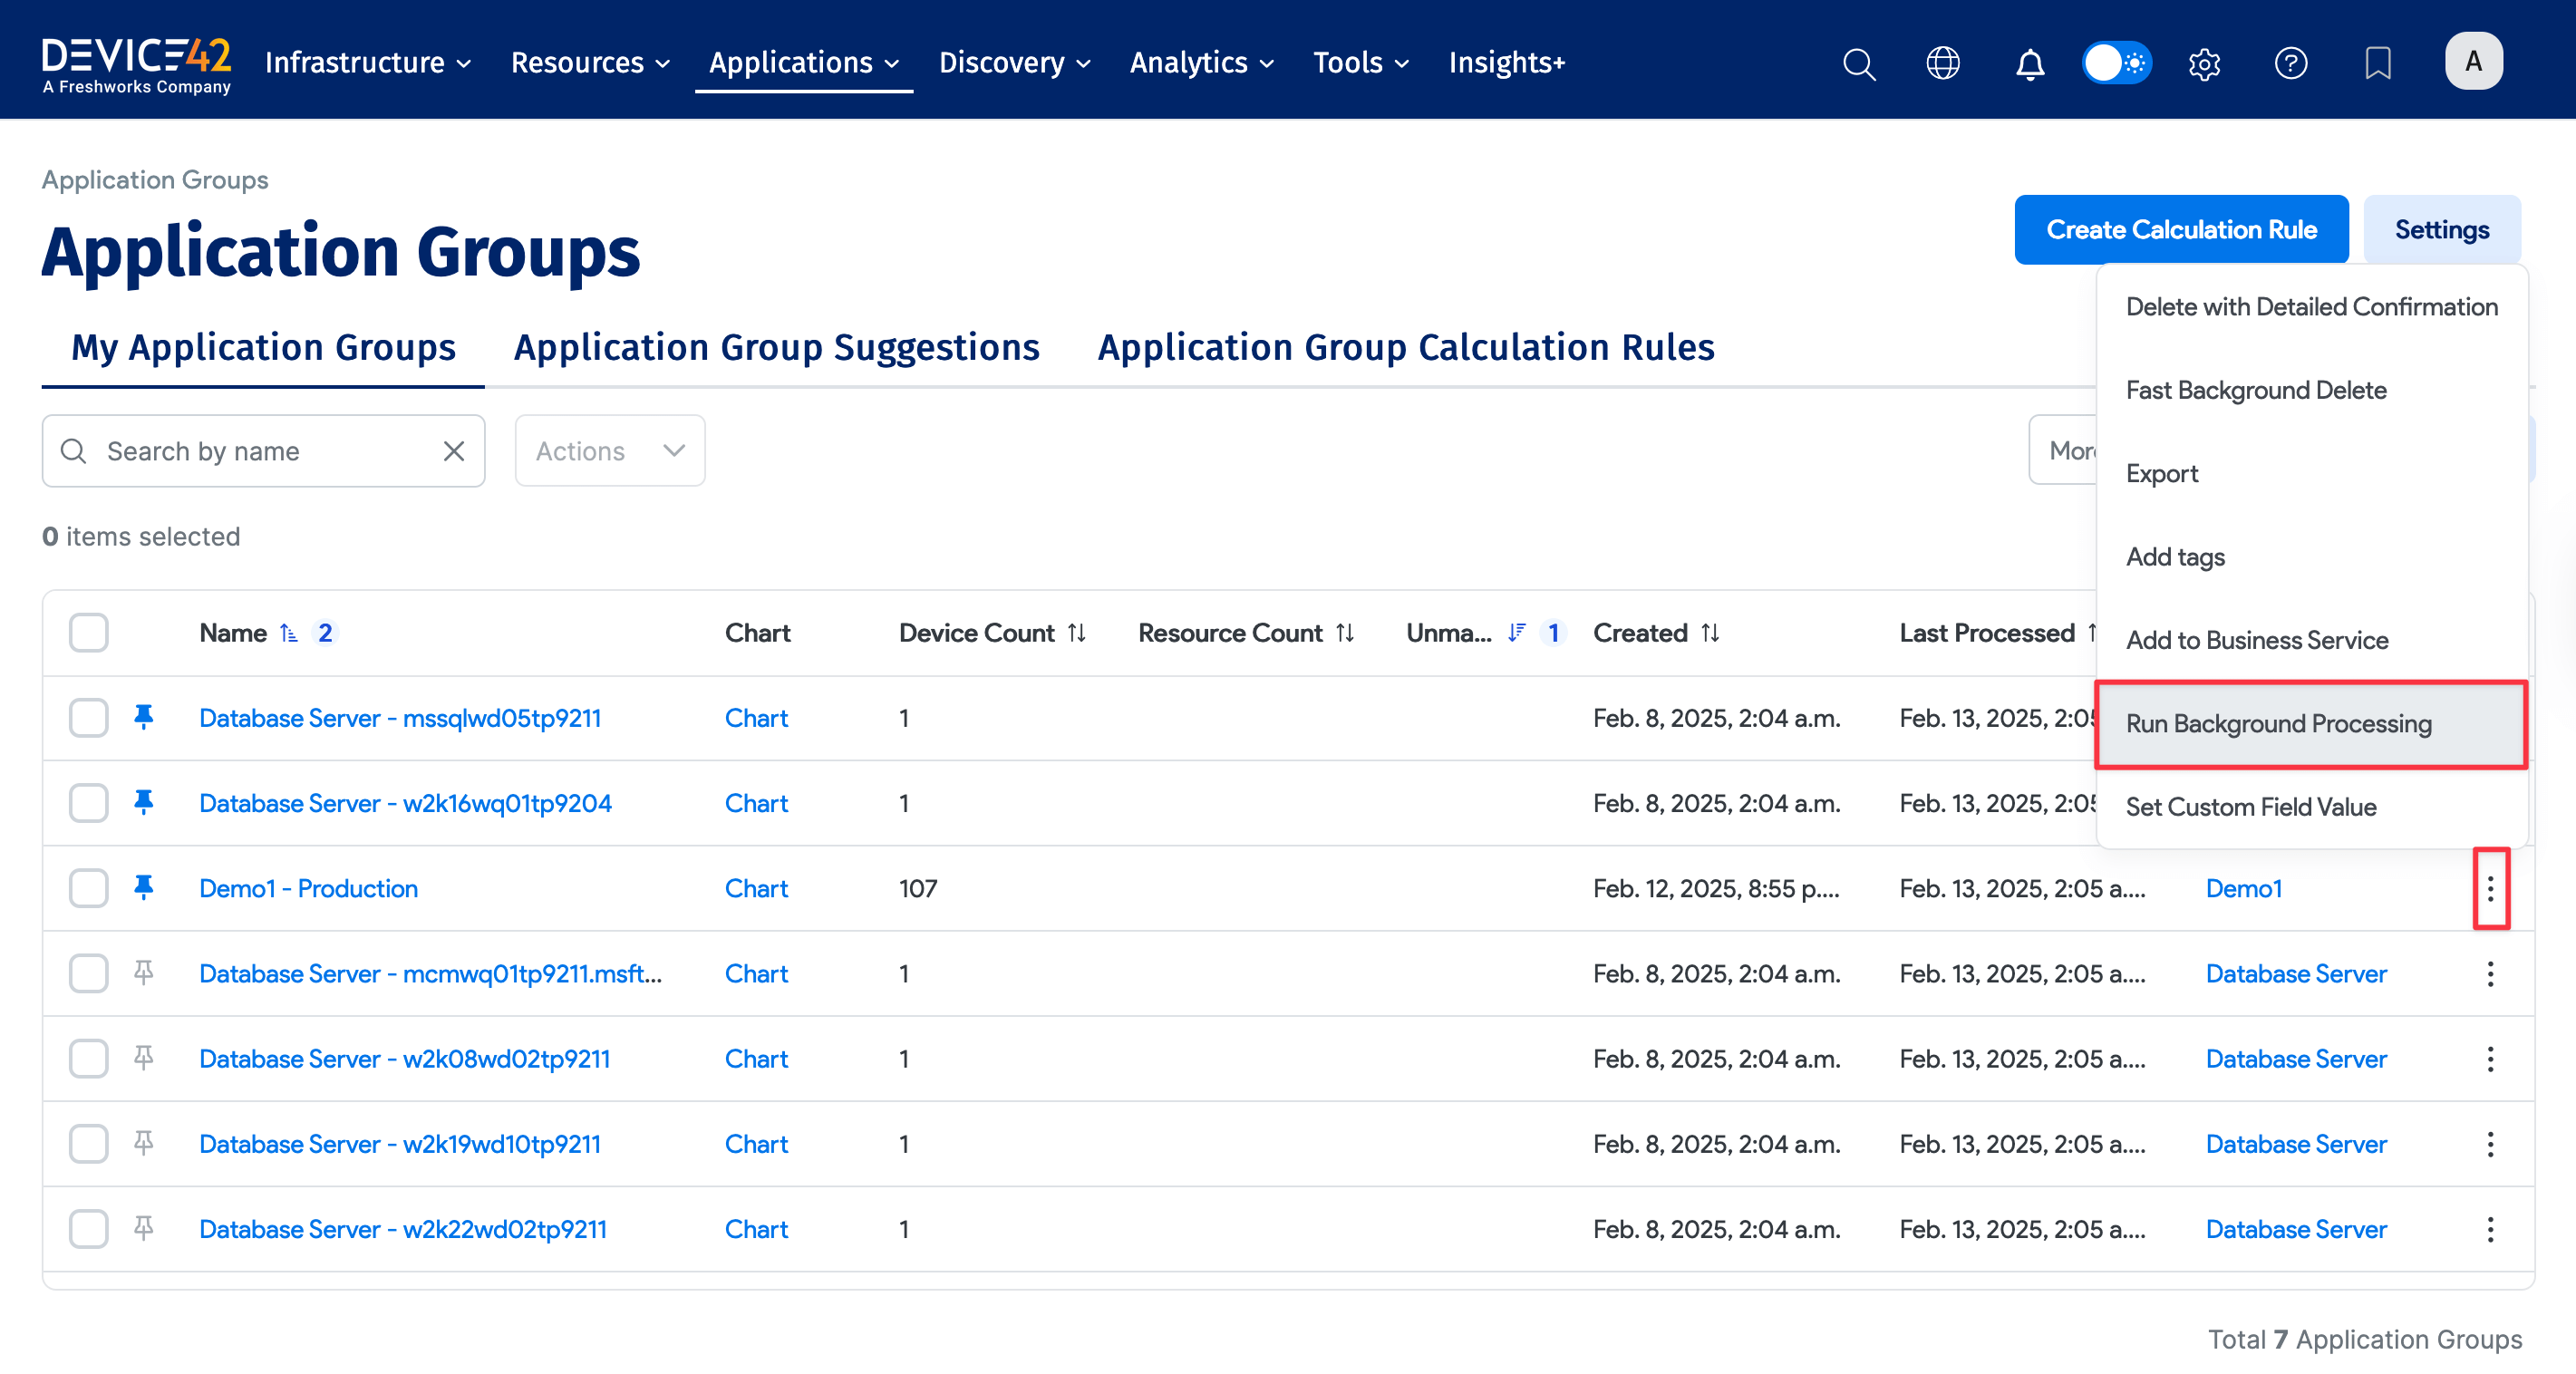 DEVICE42
A Freshworks Company
Infrastructure
Resources
Applications
Discovery
Analytics
Tools
Insights+
A
Application Groups
Application Groups
Create Calculation Rule
Settings
My Application Groups
Application Group Suggestions
Application Group Calculation Rules
Search by name
Actions
More
0 items selected
Delete with Detailed Confirmation
Fast Background Delete
Export
Add tags
Add to Business Service
Run Background Processing
Set Custom Field Value
Name 2 Chart Device Count Resource Count Unma... 1 Created Last Processed
Database Server - mssqlwd05tp9211 Chart 1 Feb. 8, 2025, 2:04 a.m. Feb. 13, 2025, 2:05
Database Server - w2k16wq01tp9204 Chart 1 Feb. 8, 2025, 2:04 a.m. Feb. 13, 2025, 2:05
Demo1 - Production Chart 107 Feb. 12, 2025, 8:55 p.... Feb. 13, 2025, 2:05 a.... Demo1
Database Server - mcmwq01tp9211.msft... Chart 1 Feb. 8, 2025, 2:04 a.m. Feb. 13, 2025, 2:05 a.... Database Server
Database Server - w2k08wd02tp9211 Chart 1 Feb. 8, 2025, 2:04 a.m. Feb. 13, 2025, 2:05 a.... Database Server
Database Server - w2k19wd10tp9211 Chart 1 Feb. 8, 2025, 2:04 a.m. Feb. 13, 2025, 2:05 a.... Database Server
Database Server - w2k22wd02tp9211 Chart 1 Feb. 8, 2025, 2:04 a.m. Feb. 13, 2025, 2:05 a.... Database Server
Total 7 Application Groups